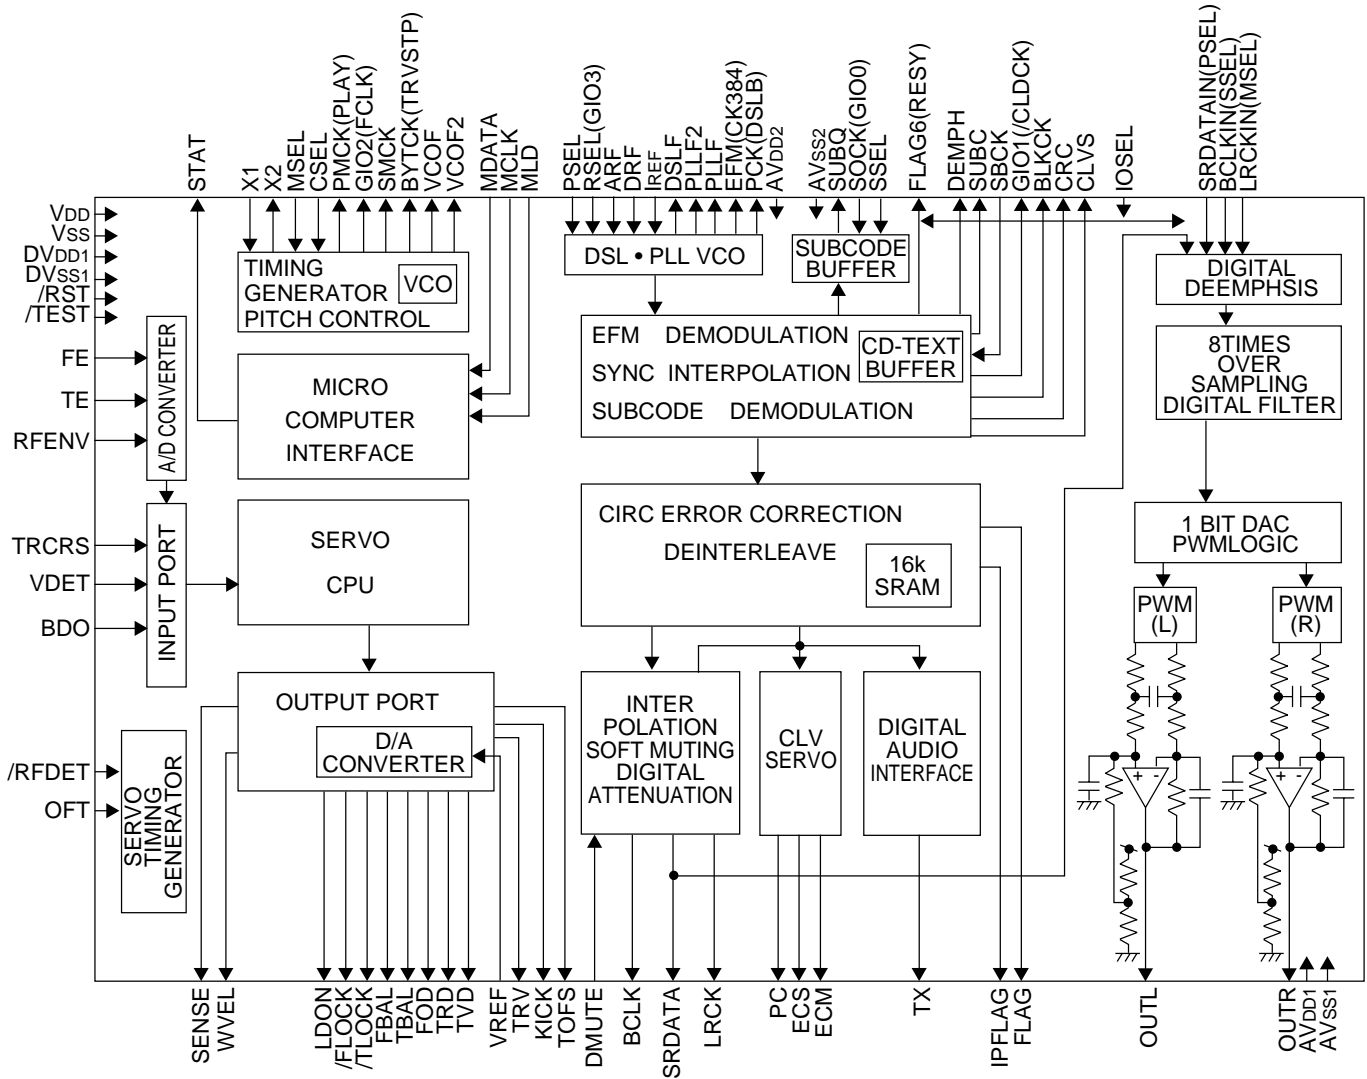 STAT
X1
X2
MSEL
CSEL
PMCK(PLAY)
GIO2(FCLK)
SMCK
BYTCK(TRVSTP)
VCOF
VCOF2
MDATA
MCLK
MLD
PSEL
RSEL(GIO3)
ARF
DRF
IREF
DSLF
PLLF2
PLLF
EFM(CK384)
PCK(DSLB)
AVDD2
AVSS2
SUBQ
SOCK(GIO0)
SSEL
FLAG6(RESY)
DEMPH
SUBC
SBCK
GIO1(/CLDCK)
BLKCK
CRC
CLVS
IOSEL
SRDATAIN(PSEL)
BCLKIN(SSEL)
LRCKIN(MSEL)
VDD
VSS
DVDD1
DVSS1
/RST
/TEST
FE
TE
RFENV
TRCRS
VDET
BDO
/RFDET
OFT
A/D CONVERTER
INPUT PORT
SERVO
TIMING
GENERATOR
TIMING
GENERATOR
PITCH CONTROL
VCO
MICRO
COMPUTER
INTERFACE
SERVO
CPU
OUTPUT PORT
D/A
CONVERTER
DSL • PLL VCO
SUBCODE
BUFFER
EFM DEMODULATION
SYNC INTERPOLATION
SUBCODE DEMODULATION
CD-TEXT
BUFFER
CIRC ERROR CORRECTION
DEINTERLEAVE
16k
SRAM
INTER
POLATION
SOFT MUTING
DIGITAL
ATTENUATION
CLV
SERVO
DIGITAL
AUDIO
INTERFACE
DIGITAL
DEEMPHSIS
8TIMES
OVER
SAMPLING
DIGITAL FILTER
1 BIT DAC
PWMLOGIC
PWM
(L)
PWM
(R)
+ -
+ -
SENSE
WVEL
LDON
/FLOCK
/TLOCK
FBAL
TBAL
FOD
TRD
TVD
VREF
TRV
KICK
TOFS
DMUTE
BCLK
SRDATA
LRCK
PC
ECS
ECM
TX
IPFLAG
FLAG
OUTL
OUTR
AVDD1
AVSS1